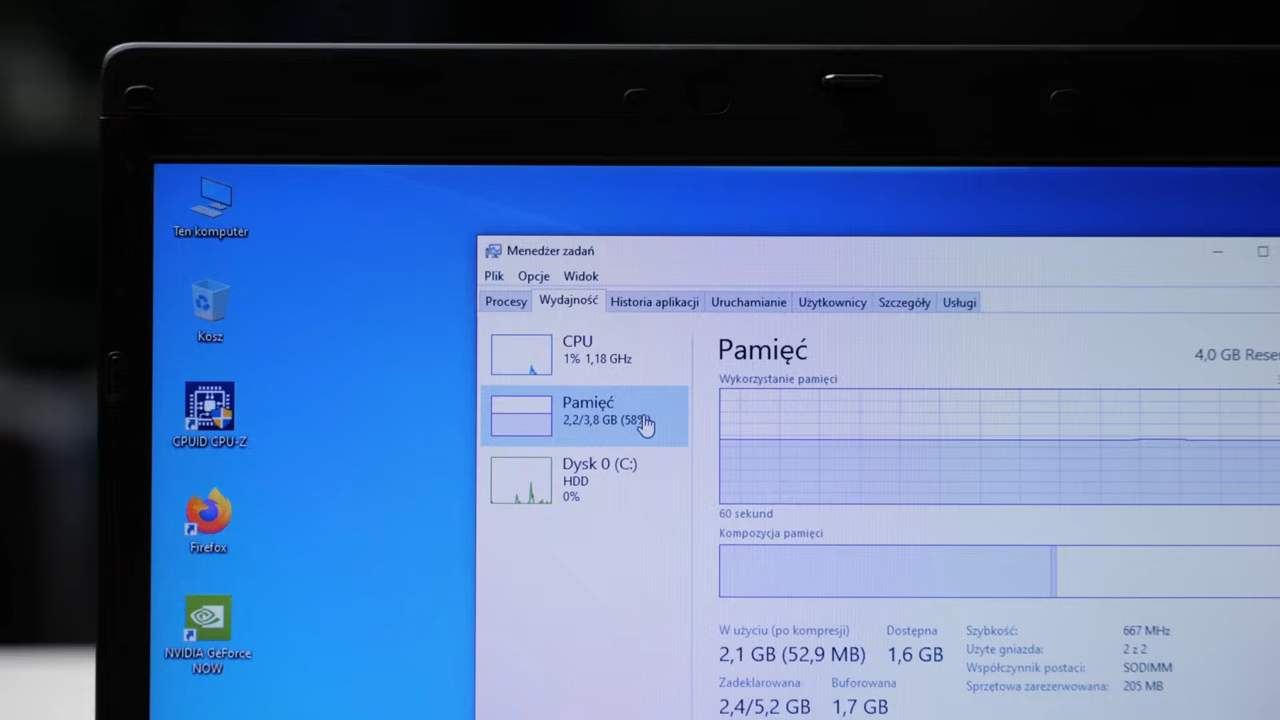 Ten komputer
Kosz
CPUID CPU-Z
Firefox
NVIDIA GeForce
NOW
Menedżer zadań
Plik Opcje Widok
Procesy Wydajność Historia aplikacji Uruchamianie Użytkownicy Szczegóły Usługi
CPU
1% 1,18 GHz
Pamięć
2,2/3,8 GB (58%)
Dysk 0 (C:)
HDD
0%
Pamięć
4,0 GB Rese
Wykorzystanie pamięci
60 sekund
Kompozycja pamięci
W użyciu (po kompresji)
2,1 GB (52,9 MB)
Dostępna
1,6 GB
Zadeklarowana
2,4/5,2 GB
Buforowana
1,7 GB
Szybkość: 667 MHz
Użyte gniazda: 2 z 2
Współczynnik postaci: SODIMM
Sprzętowa zarezerwowana: 205 MB